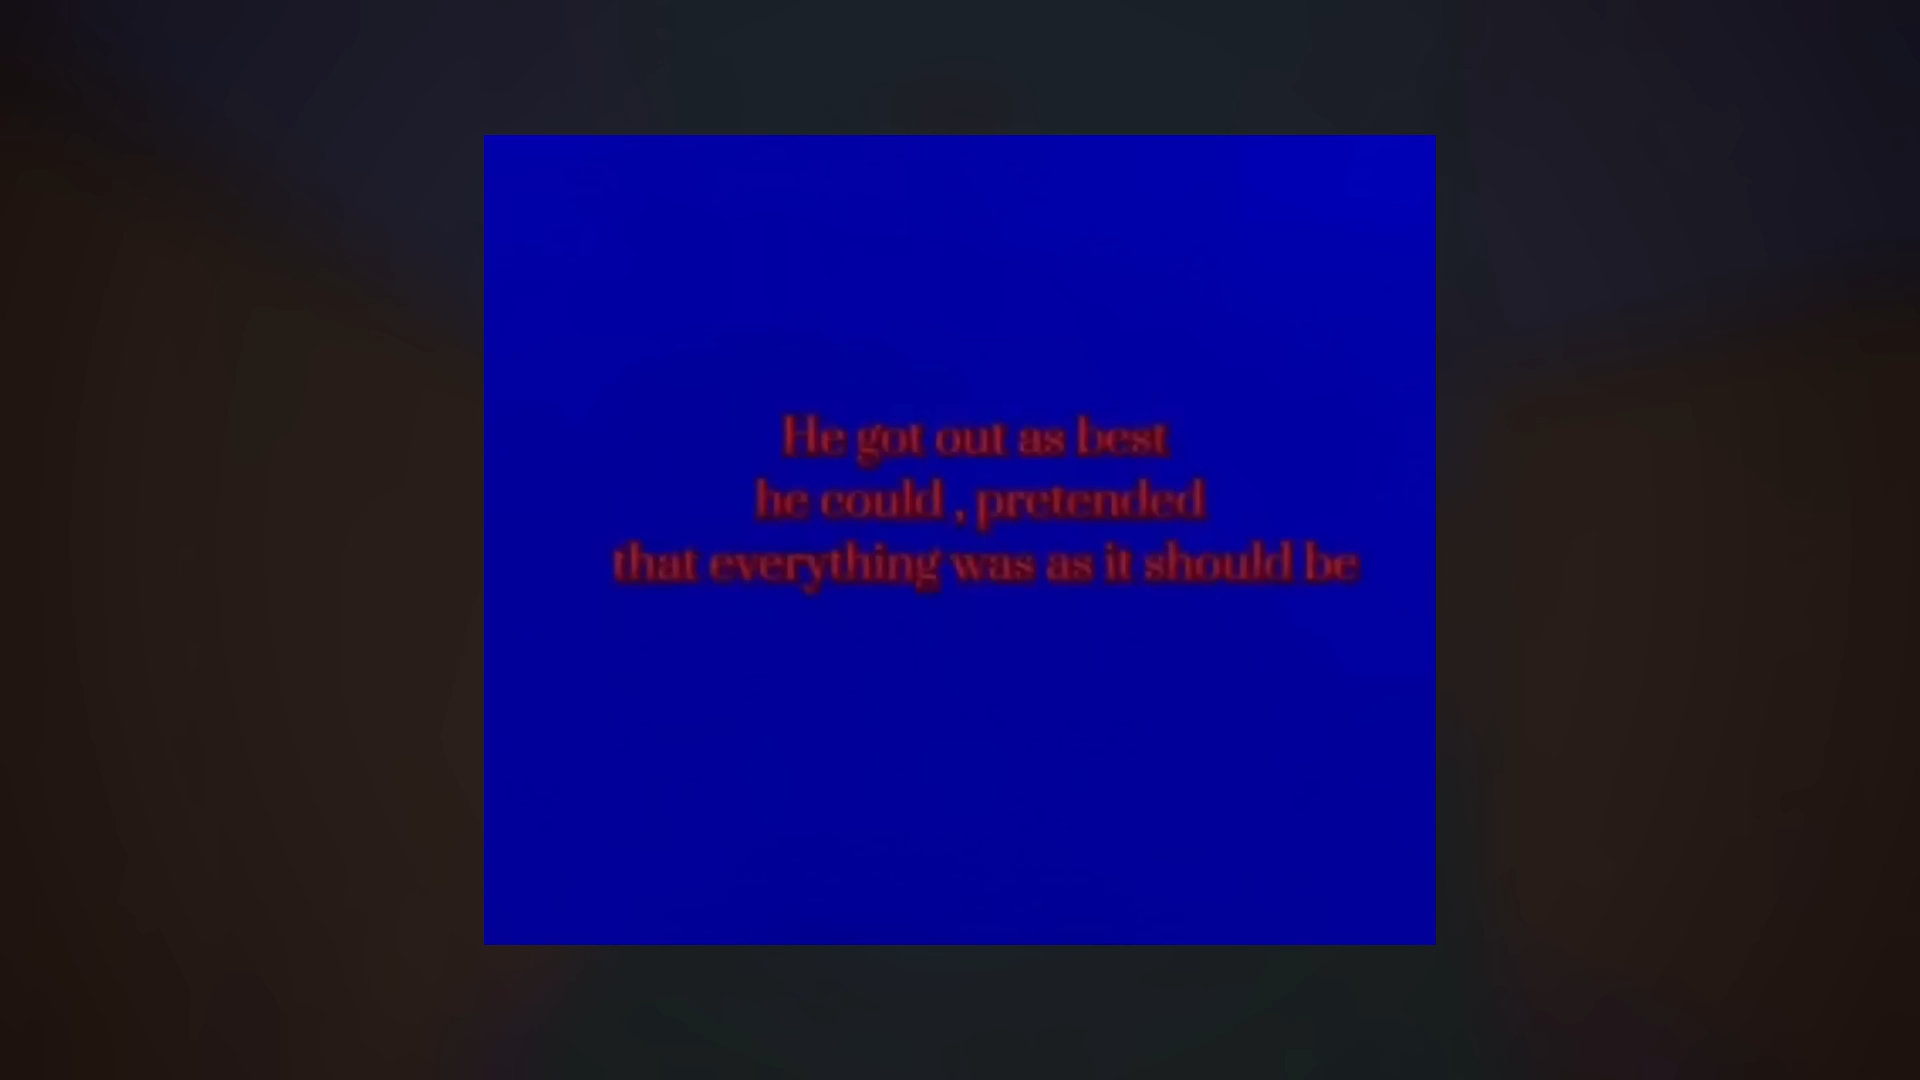 He got out as best
he could , pretended
that everything was as it should be